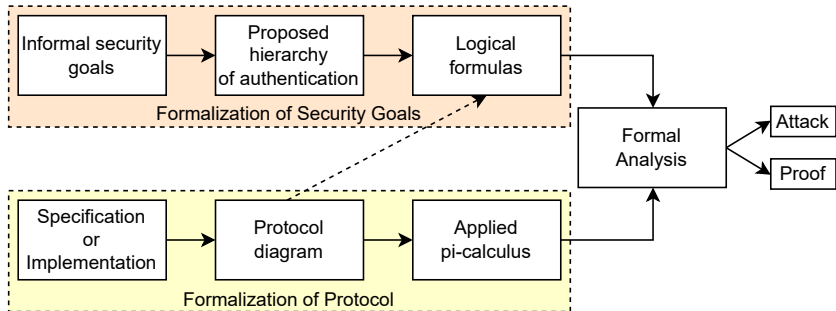 Informal security
goals
Proposed
hierarchy
of authentication
Logical
formulas
Formalization of Security Goals
Formal
Analysis
Attack
Proof
Specification
or
Implementation
Protocol
diagram
Applied
pi-calculus
Formalization of Protocol